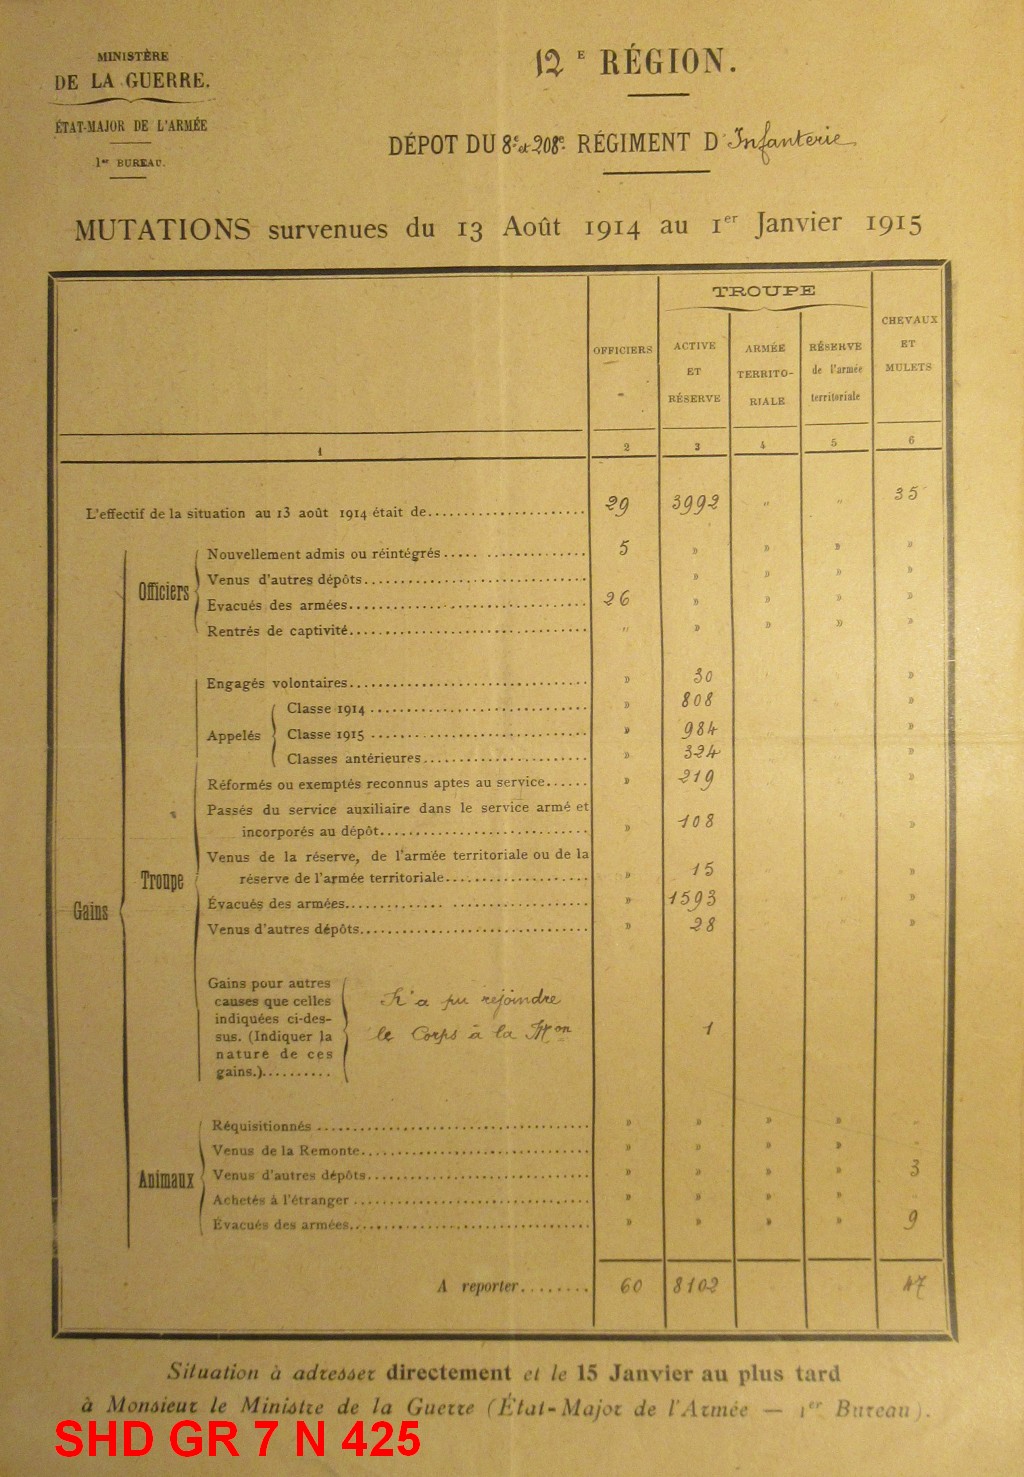 MINISTÈRE
DE LA GUERRE.
ÉTAT-MAJOR DE L'ARMÉE
1er BUREAU.
12 E RÉGION.
DÉPOT DU 8e et 208e RÉGIMENT D'Infanterie
MUTATIONS survenues du 13 Août 1914 au 1er Janvier 1915
OFFICIERS
TROUPE
ACTIVE ET RÉSERVE
ARMÉE TERRITO-RIALE
RÉSERVE de l'armée territoriale
CHEVAUX ET MULETS
1 2 3 4 5 6
L'effectif de la situation au 13 août 1914 était de 29 3992 " " 35
Gains
Officiers
Nouvellement admis ou réintégrés 5 » » » »
Venus d'autres dépôts » » » »
Evacués des armées 26 » » » »
Rentrés de captivité " » » » »
Troupe
Engagés volontaires » 30 »
Appelés
Classe 1914 » 808 »
Classe 1915 » 984 »
Classes antérieures » 324 »
Réformés ou exemptés reconnus aptes au service » 219 »
Passés du service auxiliaire dans le service armé et
incorporés au dépôt » 108 »
Venus de la réserve, de l'armée territoriale ou de la
réserve de l'armée territoriale » 15 »
Évacués des armées » 1593 »
Venus d'autres dépôts » 28 »
Gains pour autres
causes que celles
indiquées ci-des-
sus. (Indiquer la
nature de ces
gains.)
N'a pu rejoindre
le Corps à la Mon 1
Animaux
Réquisitionnés » » » »
Venus de la Remonte » » » »
Venus d'autres dépôts » » » » 3
Achetés à l'étranger » » » »
Évacués des armées » » » » 9
A reporter 60 8102 47
Situation à adresser directement et le 15 Janvier au plus tard
à Monsieur le Ministre de la Guerre (État-Major de l'Armée — 1er Bureau).
SHD GR 7 N 425